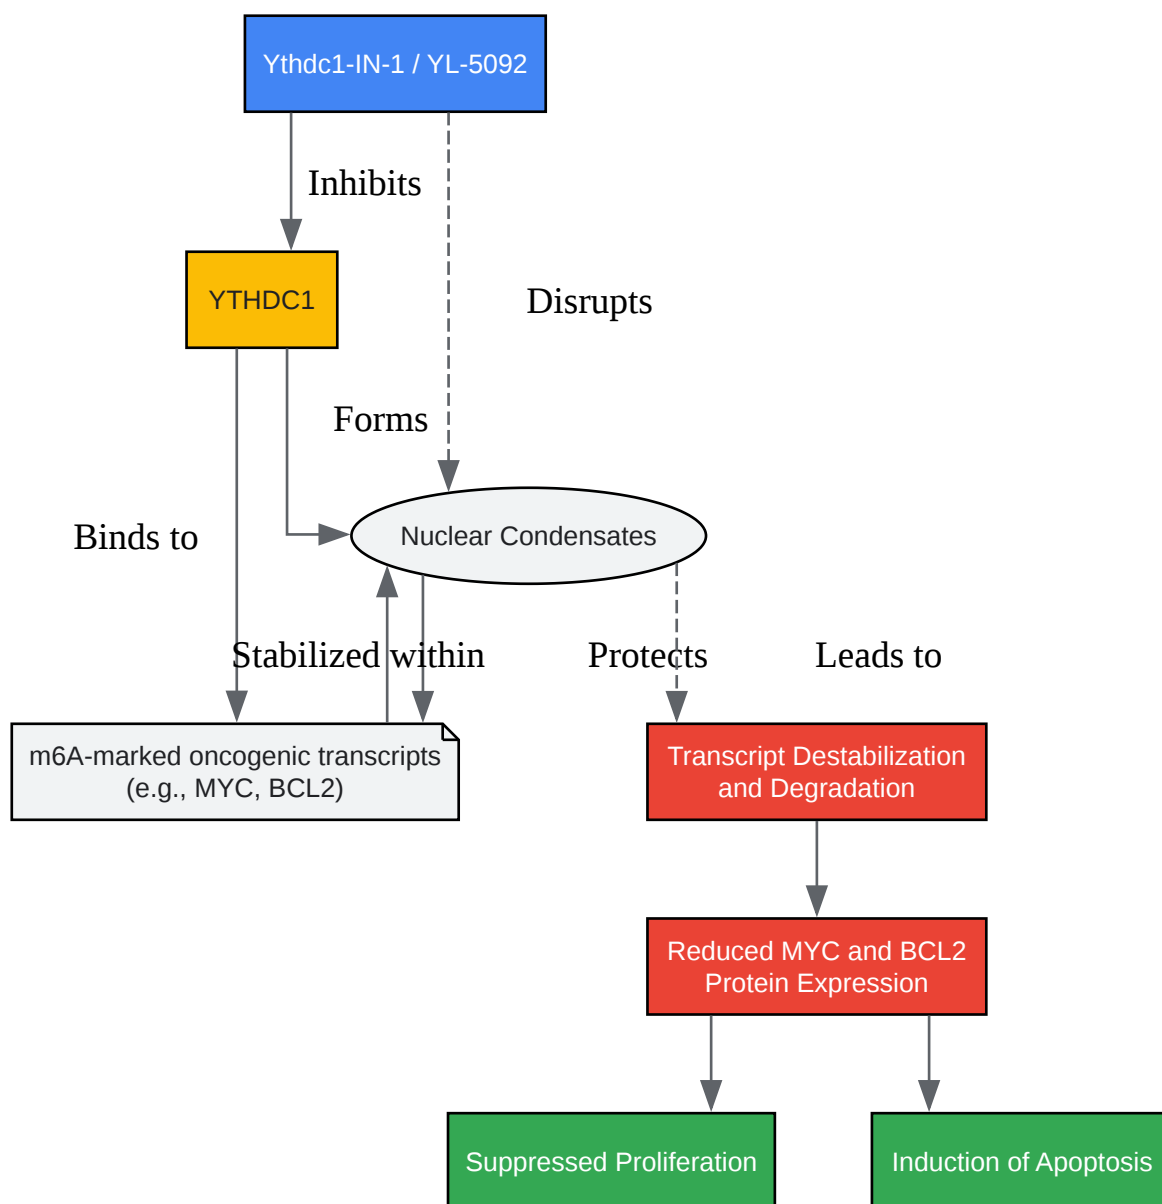 Ythdc1-IN-1 / YL-5092
Inhibits
YTHDC1
Disrupts
Forms
Nuclear Condensates
Binds to
Stabilized within
Protects
Leads to
m6A-marked oncogenic transcripts
(e.g., MYC, BCL2)
Transcript Destabilization
and Degradation
Reduced MYC and BCL2
Protein Expression
Suppressed Proliferation
Induction of Apoptosis